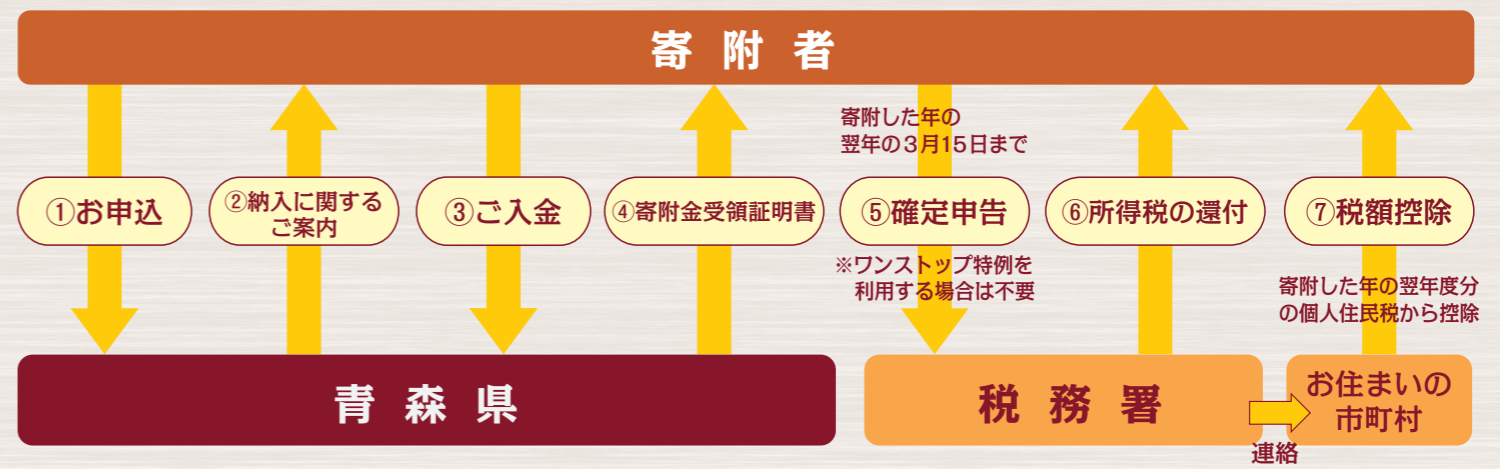 寄附者
①お申込
②納入に関する
ご案内
③ご入金
④寄附金受領証明書
寄附した年の
翌年の3月15日まで
⑤確定申告
※ワンストップ特例を
利用する場合は不要
⑥所得税の還付
⑦税額控除
寄附した年の翌年度分
の個人住民税から控除
青森県
税務署
連絡
お住まいの
市町村